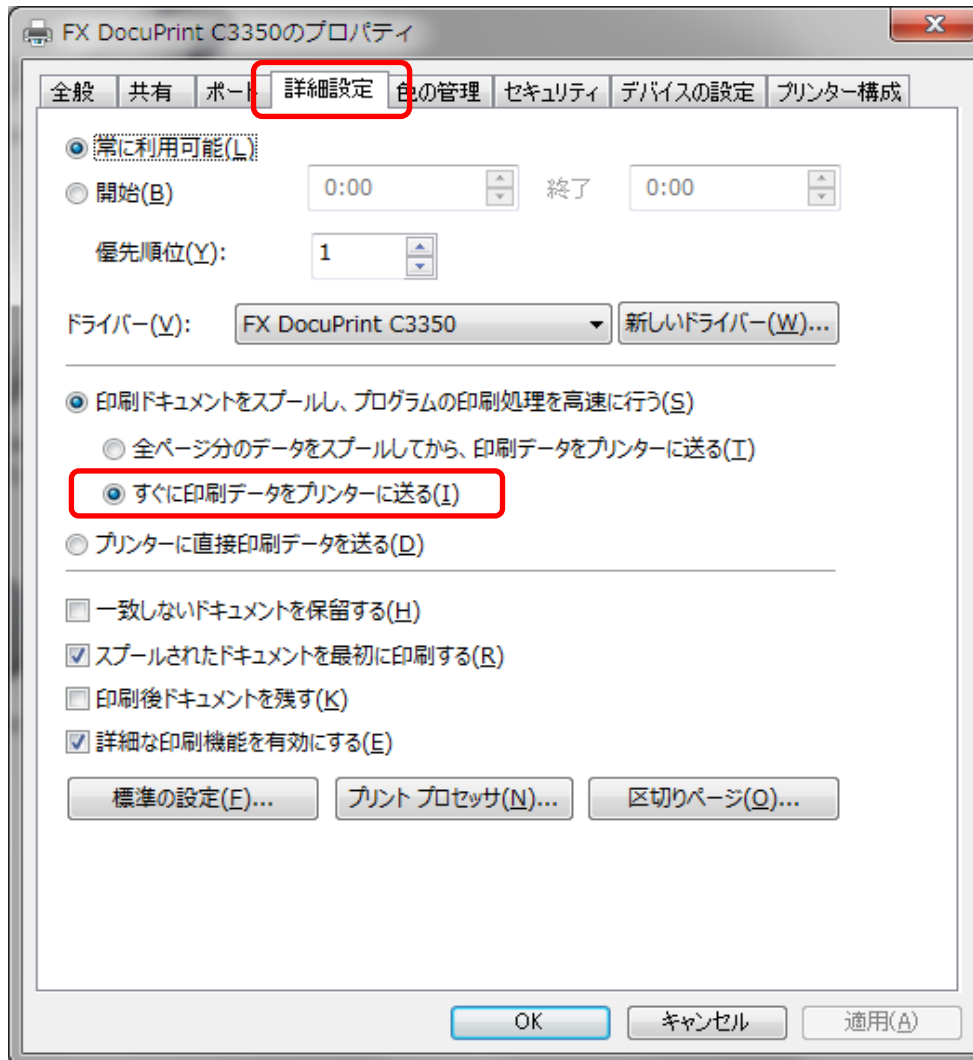 FX DocuPrint C3350のプロパティ
全般 共有 ポート 詳細設定 色の管理 セキュリティ デバイスの設定 プリンター構成
常に利用可能(L)
開始(B) 0:00 終了 0:00
優先順位(Y): 1
ドライバー(V): FX DocuPrint C3350 新しいドライバー(W)...
印刷ドキュメントをスプールし、プログラムの印刷処理を高速に行う(S)
全ページ分のデータをスプールしてから、印刷データをプリンターに送る(T)
すぐに印刷データをプリンターに送る(I)
プリンターに直接印刷データを送る(D)
一致しないドキュメントを保留する(H)
スプールされたドキュメントを最初に印刷する(R)
印刷後ドキュメントを残す(K)
詳細な印刷機能を有効にする(E)
標準の設定(F)... プリント プロセッサ(N)... 区切りページ(O)...
OK キャンセル 適用(A)